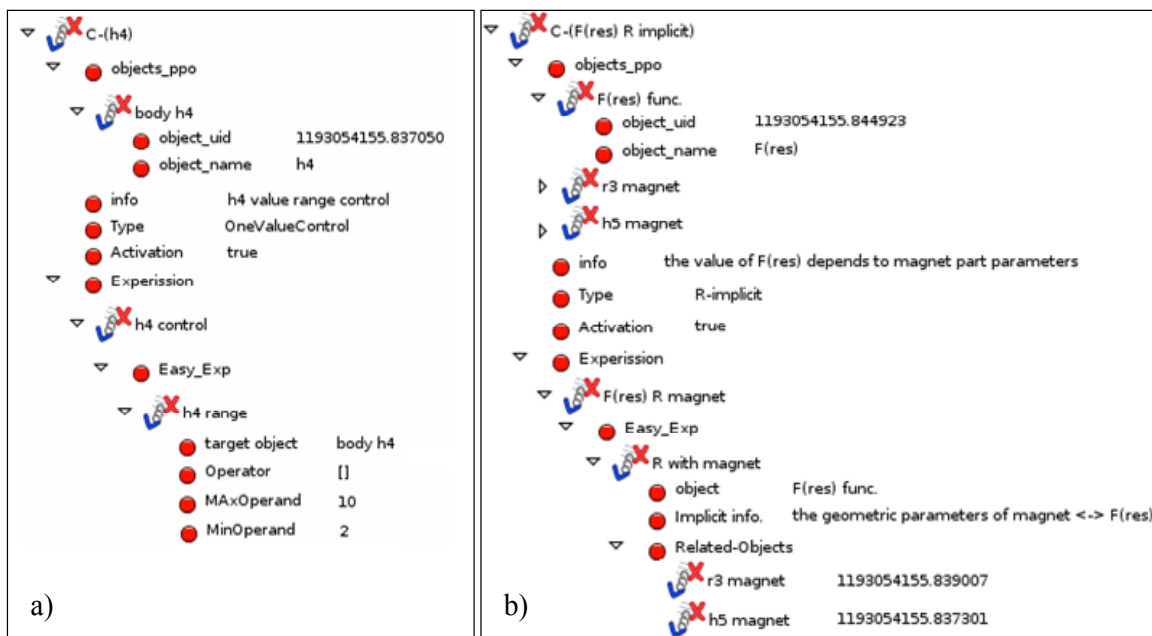 C-(h4)
objects_ppo
body h4
object_uid 1193054155.837050
object_name h4
info h4 value range control
Type OneValueControl
Activation true
Experission
h4 control
Easy_Exp
h4 range
target object body h4
Operator []
MAxOperand 10
MinOperand 2
a)
C-(F(res) R implicit)
objects_ppo
F(res) func.
object_uid 1193054155.844923
object_name F(res)
r3 magnet
h5 magnet
info the value of F(res) depends to magnet part parameters
Type R-implicit
Activation true
Experission
F(res) R magnet
Easy_Exp
R with magnet
object F(res) func.
Implicit info. the geometric parameters of magnet <-> F(res)
Related-Objects
r3 magnet 1193054155.839007
h5 magnet 1193054155.837301
b)